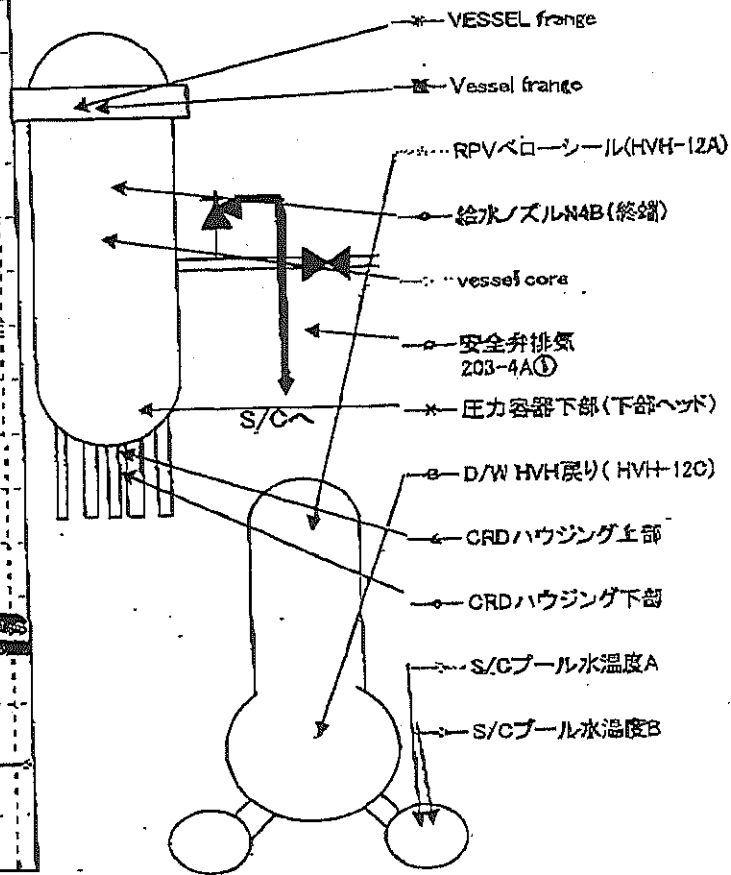 VESSEL frange
Vessel frange
RPVベローシール(HVH-12A)
給水ノズルN4B(終端)
vessel core
安全弁排気
203-4A①
S/Cへ
圧力容器下部(下部ヘッド)
D/W HVH戻り(HVH-12C)
CRDハウジング上部
CRDハウジング下部
S/Cプール水温度A
S/Cプール水温度B